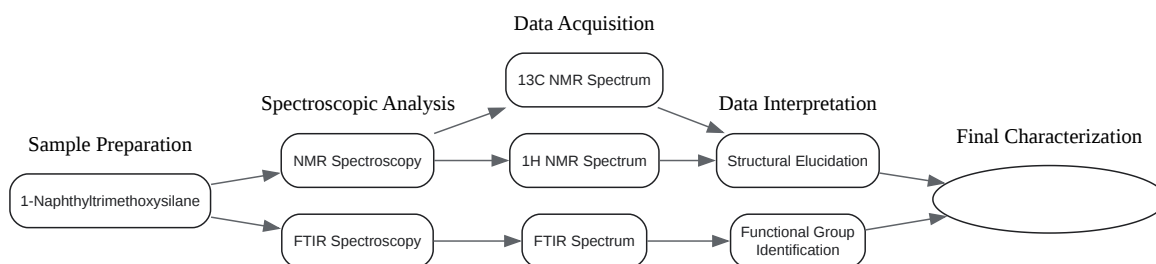 Data Acquisition
13C NMR Spectrum
Spectroscopic Analysis
Data Interpretation
Sample Preparation
Final Characterization
NMR Spectroscopy
1H NMR Spectrum
Structural Elucidation
1-Naphthyltrimethoxysilane
FTIR Spectroscopy
FTIR Spectrum
Functional Group
Identification